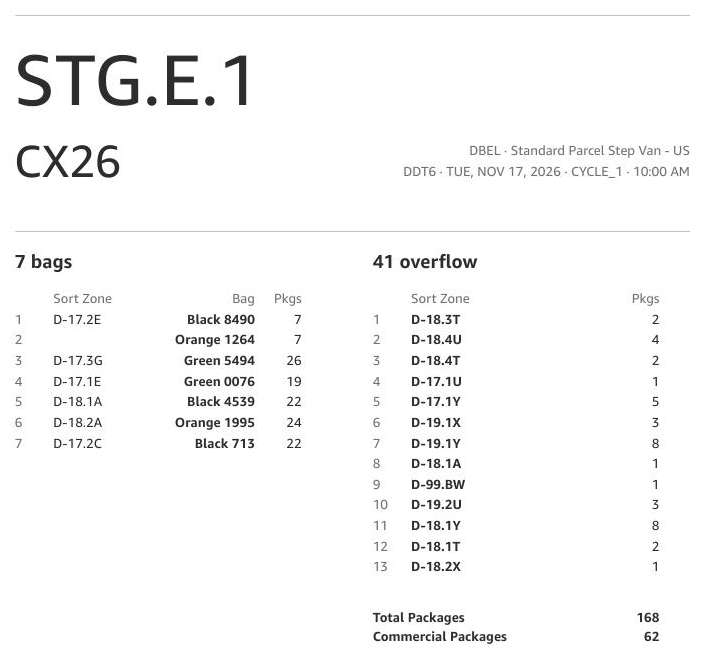 STG.E.1
CX26
DBEL · Standard Parcel Step Van - US
DDT6 · TUE, NOV 17, 2026 · CYCLE_1 · 10:00 AM
7 bags
Sort Zone Bag Pkgs
1 D-17.2E Black 8490 7
2 Orange 1264 7
3 D-17.3G Green 5494 26
4 D-17.1E Green 0076 19
5 D-18.1A Black 4539 22
6 D-18.2A Orange 1995 24
7 D-17.2C Black 713 22
41 overflow
Sort Zone Pkgs
1 D-18.3T 2
2 D-18.4U 4
3 D-18.4T 2
4 D-17.1U 1
5 D-17.1Y 5
6 D-19.1X 3
7 D-19.1Y 8
8 D-18.1A 1
9 D-99.BW 1
10 D-19.2U 3
11 D-18.1Y 8
12 D-18.1T 2
13 D-18.2X 1
Total Packages 168
Commercial Packages 62